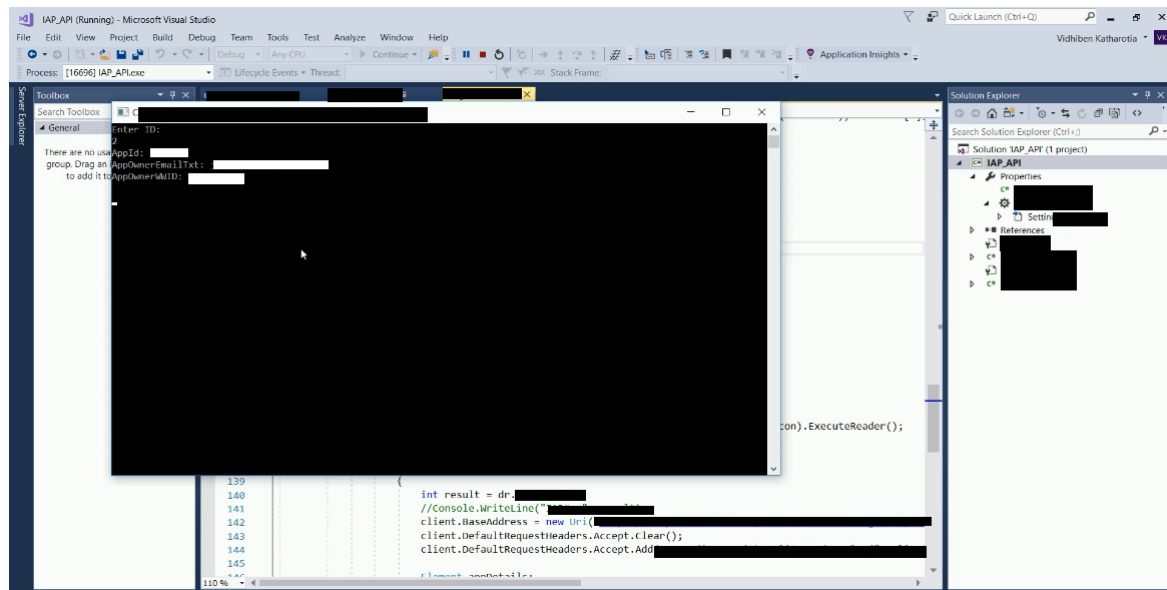 IAP_API (Running) - Microsoft Visual Studio
Quick Launch (Ctrl+Q)
File Edit View Project Build Debug Team Tools Test Analyze Window Help
Vidhiben Katharotia VK
Debug Any CPU Continue Application Insights
Process: [16696] IAP_API.exe Lifecycle Events Thread: Stack Frame:
Server Explorer
Toolbox
Search Toolbox
General
There are no usa
group. Drag an i
to add it to
C
Enter ID:
2
AppId:
AppOwnerEmailTxt:
AppOwnerWWID:
con).ExecuteReader();
139 {
140 int result = dr.
141 //Console.WriteLine("
142 client.BaseAddress = new Uri(
143 client.DefaultRequestHeaders.Accept.Clear();
144 client.DefaultRequestHeaders.Accept.Add
145
110 %
Solution Explorer
Search Solution Explorer (Ctrl+;)
Solution 'IAP_API' (1 project)
IAP_API
Properties
C#
Settin
References
C#
C#